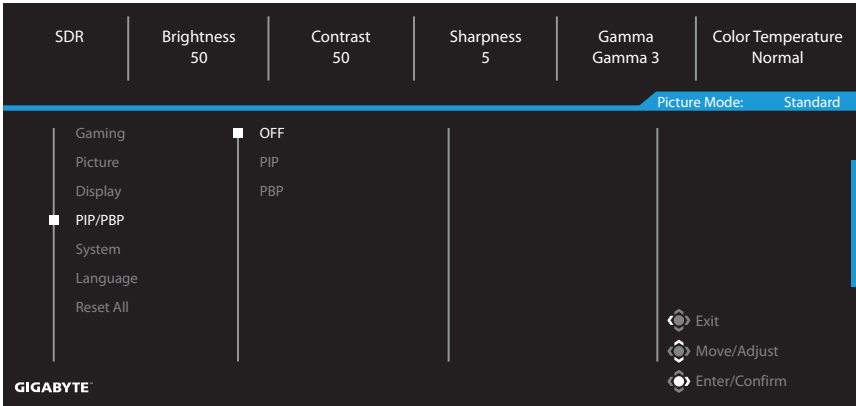 SDR
Brightness
50
Contrast
50
Sharpness
5
Gamma
Gamma 3
Color Temperature
Normal
Picture Mode: Standard
Gaming
Picture
Display
PIP/PBP
System
Language
Reset All
OFF
PIP
PBP
Exit
Move/Adjust
Enter/Confirm
GIGABYTE™